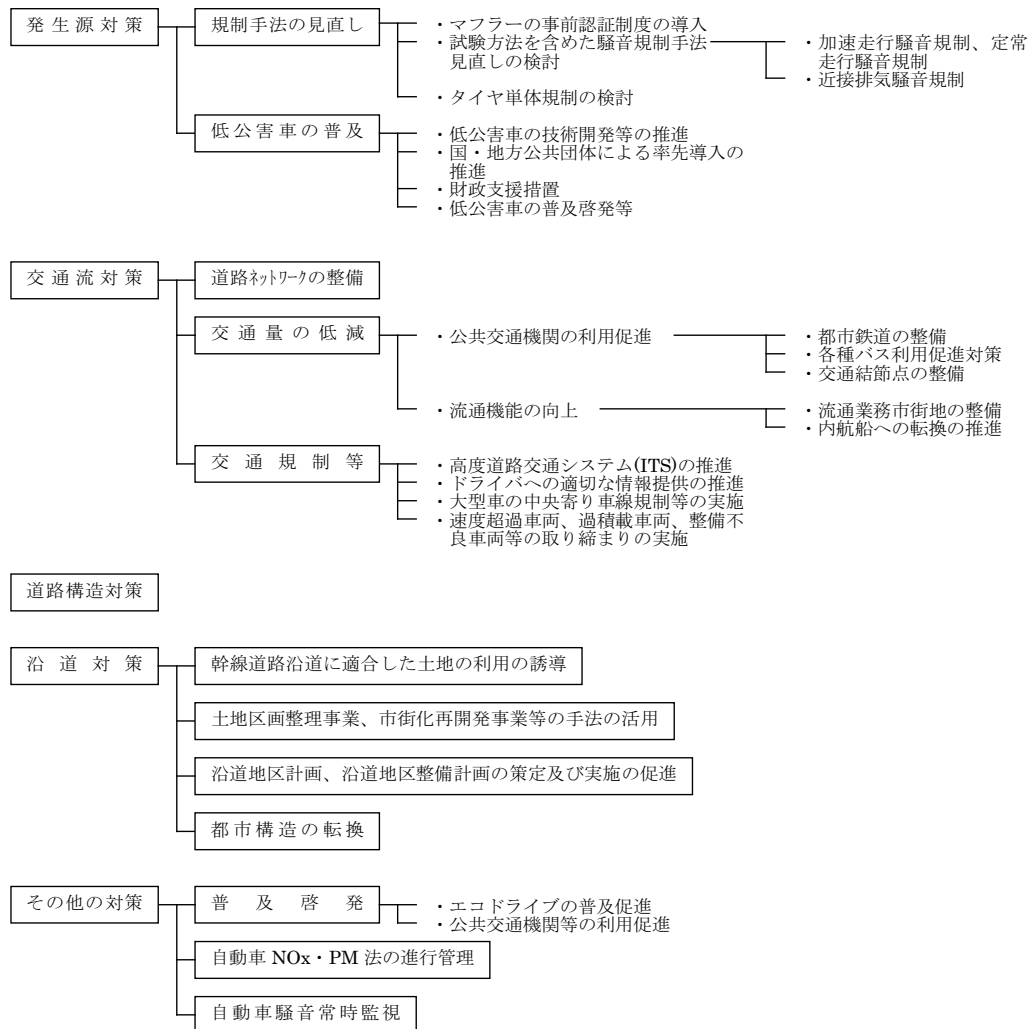 発生源対策
規制手法の見直し
・マフラーの事前認証制度の導入
・試験方法を含めた騒音規制手法
見直しの検討
・加速走行騒音規制、定常
走行騒音規制
・近接排気騒音規制
・タイヤ単体規制の検討
低公害車の普及
・低公害車の技術開発等の推進
・国・地方公共団体による率先導入の
推進
・財政支援措置
・低公害車の普及啓発等
交通流対策
道路ネットワークの整備
交通量の低減
・公共交通機関の利用促進
・都市鉄道の整備
・各種バス利用促進対策
・交通結節点の整備
・流通機能の向上
・流通業務市街地の整備
・内航船への転換の推進
交通規制等
・高度道路交通システム(ITS)の推進
・ドライバへの適切な情報提供の推進
・大型車の中央寄り車線規制等の実施
・速度超過車両、過積載車両、整備不
良車両等の取り締まりの実施
道路構造対策
沿道対策
幹線道路沿道に適合した土地の利用の誘導
土地区画整理事業、市街化再開発事業等の手法の活用
沿道地区計画、沿道地区整備計画の策定及び実施の促進
都市構造の転換
その他の対策
普及啓発
・エコドライブの普及促進
・公共交通機関等の利用促進
自動車 NOx・PM 法の進行管理
自動車騒音常時監視